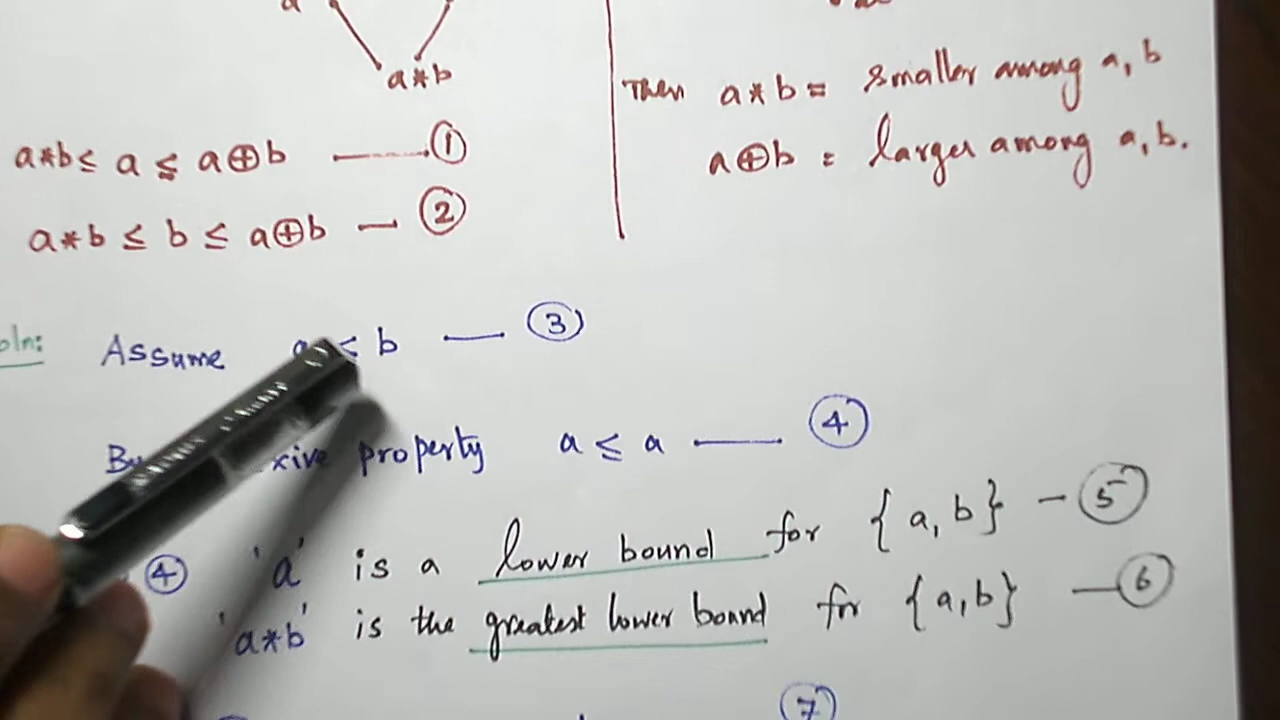 a*b
a*b ≤ a ≤ a⊕b —— ①
a*b ≤ b ≤ a⊕b — ②
Then a*b = smaller among a, b
a⊕b = larger among a, b.
oln: Assume a ≤ b —— ③
property a ≤ a —— ④
④ 'a' is a lower bound for {a, b} — ⑤
'a*b' is the greatest lower bound for {a,b} — ⑥
⑦